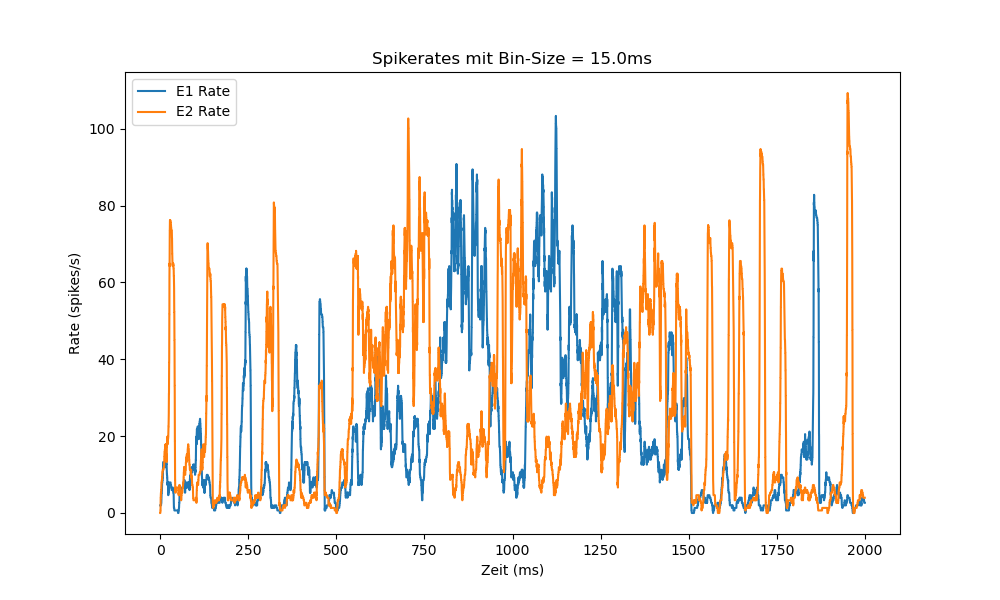 Spikerates mit Bin-Size = 15.0ms
E1 Rate
E2 Rate
Rate (spikes/s)
100
80
60
40
20
0
0 250 500 750 1000 1250 1500 1750 2000
Zeit (ms)